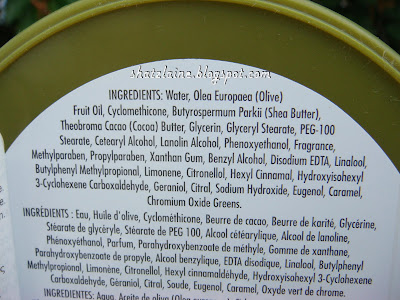 shatzlaine.blogspot.com
INGREDIENTS: Water, Olea Europaea (Olive)
Fruit Oil, Cyclomethicone, Butyrospermum Parkii (Shea Butter),
Theobroma Cacao (Cocoa) Butter, Glycerin, Glyceryl Stearate, PEG-100
Stearate, Cetearyl Alcohol, Lanolin Alcohol, Phenoxyethanol, Fragrance,
Methylparaben, Propylparaben, Xanthan Gum, Benzyl Alcohol, Disodium EDTA, Linalool,
Butylphenyl Methylpropional, Limonene, Citronellol, Hexyl Cinnamal, Hydroxyisohexyl
3-Cyclohexene Carboxaldehyde, Geraniol, Citral, Sodium Hydroxide, Eugenol, Caramel,
Chromium Oxide Greens.
INGRÉDIENTS : Eau, Huile d'olive, Cyclométhicone, Beurre de cacao, Beurre de karité, Glycérine,
Stéarate de glycéryle, Stéarate de PEG 100, Alcool cétéarylique, Alcool de lanoline,
Phénoxyéthanol, Parfum, Parahydroxybenzoate de méthyle, Gomme de xanthane,
Parahydroxybenzoate de propyle, Alcool benzylique, EDTA disodique, Linalool, Butylphenyl
Methylpropional, Limonène, Citronellol, Hexyl cinnamaldehyde, Hydroxyisohexyl 3-Cyclohexene
Carboxaldehyde, Géraniol, Citral, Soude, Eugenol, Caramel, Oxyde vert de chrome.
INGREDIENTES: Agua, Aceite de oliva